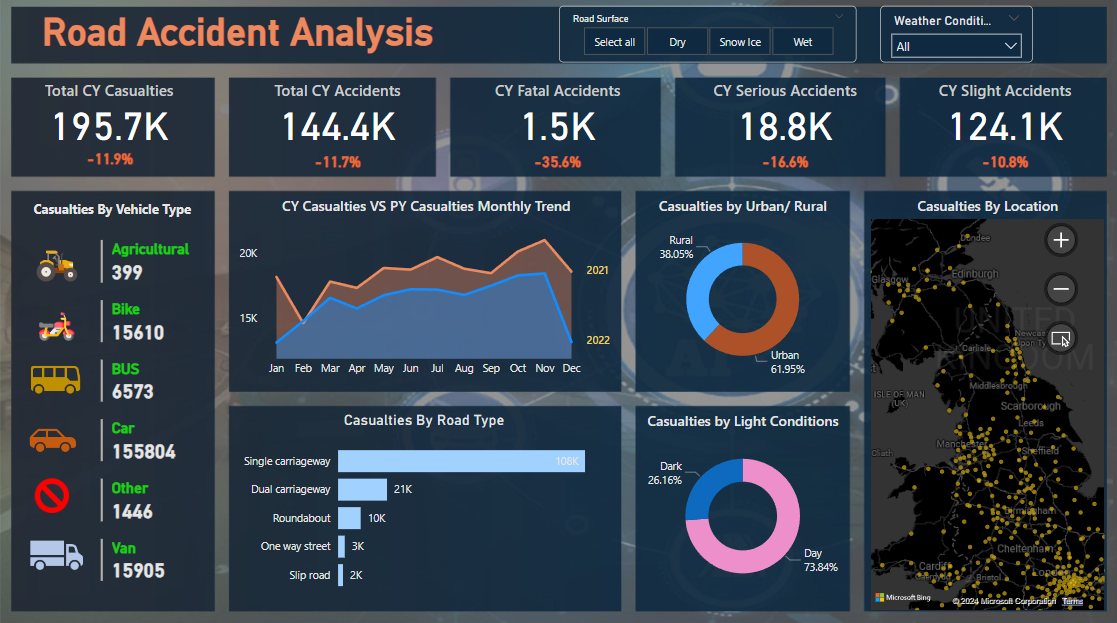 Road Accident Analysis
Road Surface
Select all
Dry
Snow Ice
Wet
Weather Conditi...
All
Total CY Casualties
195.7K
-11.9%
Total CY Accidents
144.4K
-11.7%
CY Fatal Accidents
1.5K
-35.6%
CY Serious Accidents
18.8K
-16.6%
CY Slight Accidents
124.1K
-10.8%
Casualties By Vehicle Type
Agricultural
399
Bike
15610
BUS
6573
Car
155804
Other
1446
Van
15905
CY Casualties VS PY Casualties Monthly Trend
20K
15K
2021
2022
Jan Feb Mar Apr May Jun Jul Aug Sep Oct Nov Dec
Casualties By Road Type
Single carriageway 108K
Dual carriageway 21K
Roundabout 10K
One way street 3K
Slip road 2K
Casualties by Urban/ Rural
Rural
38.05%
Urban
61.95%
Casualties by Light Conditions
Dark
26.16%
Day
73.84%
Casualties By Location
Dundee
Glasgow
Edinburgh
UNITED
KINGDOM
Carlisle
ISLE OF MAN
(UK)
Middlesbrough
Scarborough
Leeds
Manchester
Sheffield
Birmingham
Cheltenham
Cardiff
Bristol
Microsoft Bing
© 2024 Microsoft Corporation Terms